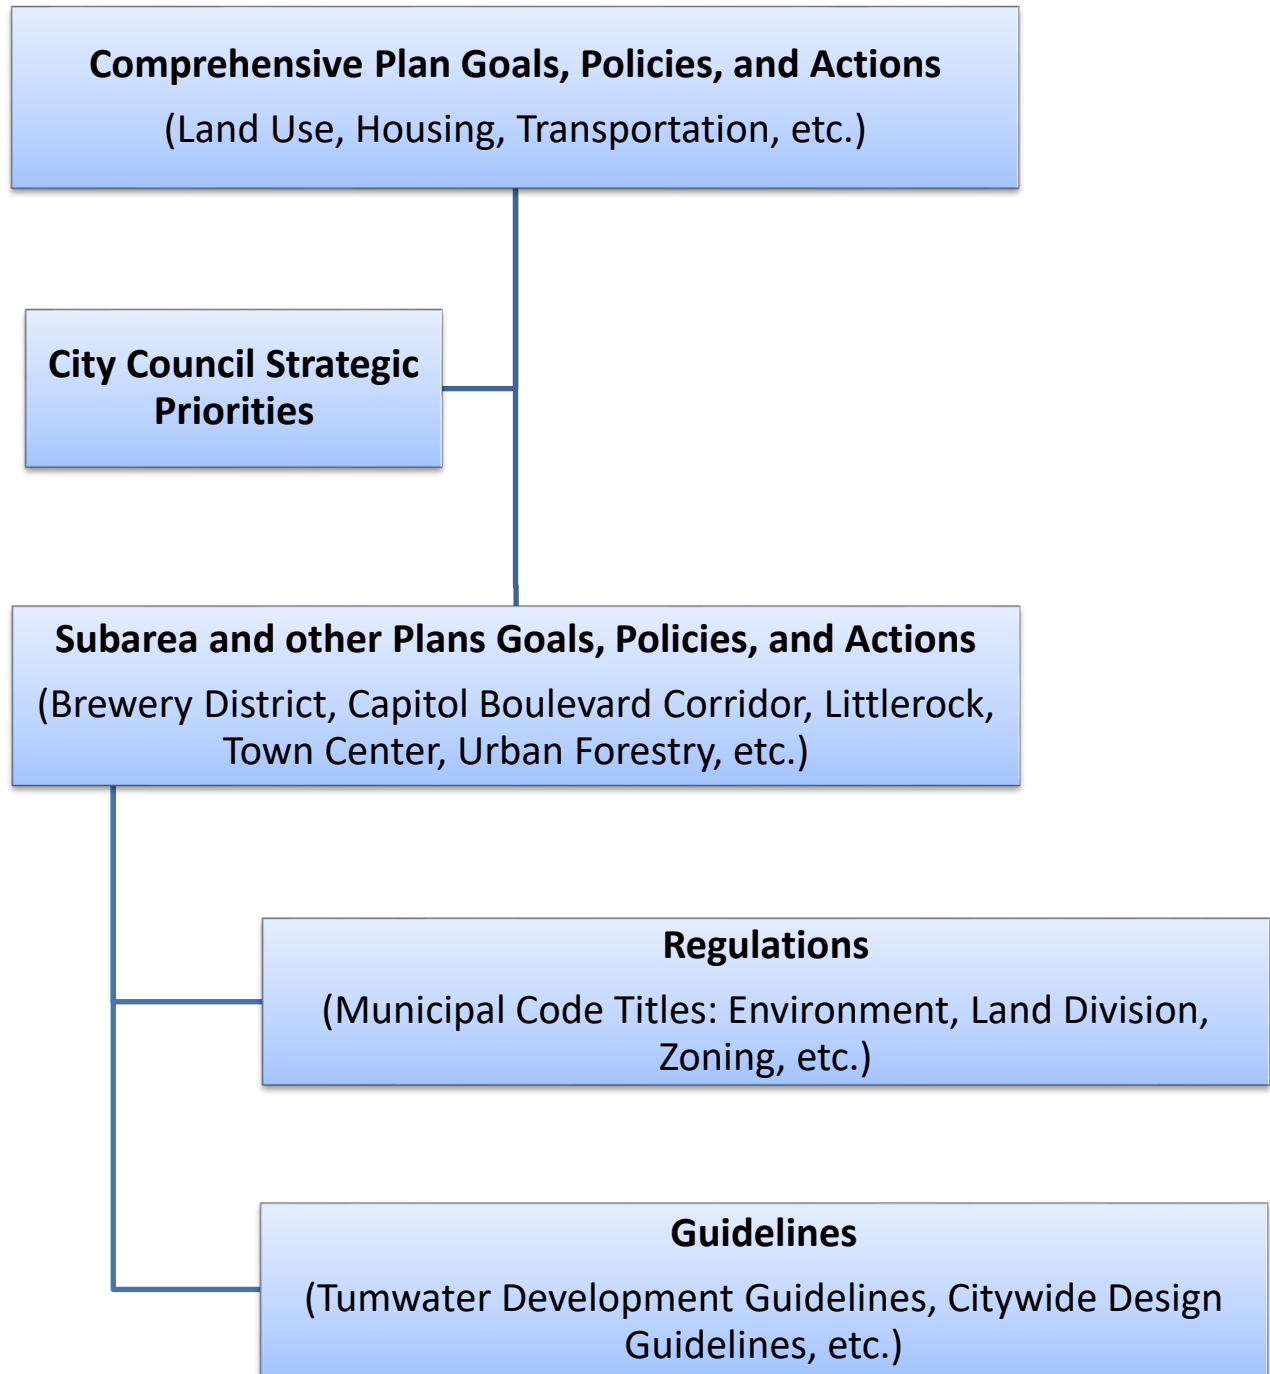 Comprehensive Plan Goals, Policies, and Actions
(Land Use, Housing, Transportation, etc.)
City Council Strategic
Priorities
Subarea and other Plans Goals, Policies, and Actions
(Brewery District, Capitol Boulevard Corridor, Littlerock,
Town Center, Urban Forestry, etc.)
Regulations
(Municipal Code Titles: Environment, Land Division,
Zoning, etc.)
Guidelines
(Tumwater Development Guidelines, Citywide Design
Guidelines, etc.)